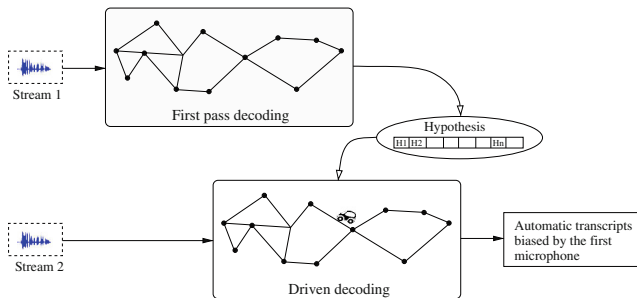 Stream 1
First pass decoding
Hypothesis
H1 H2 Hn
Stream 2
Driven decoding
Automatic transcripts
biased by the first
microphone